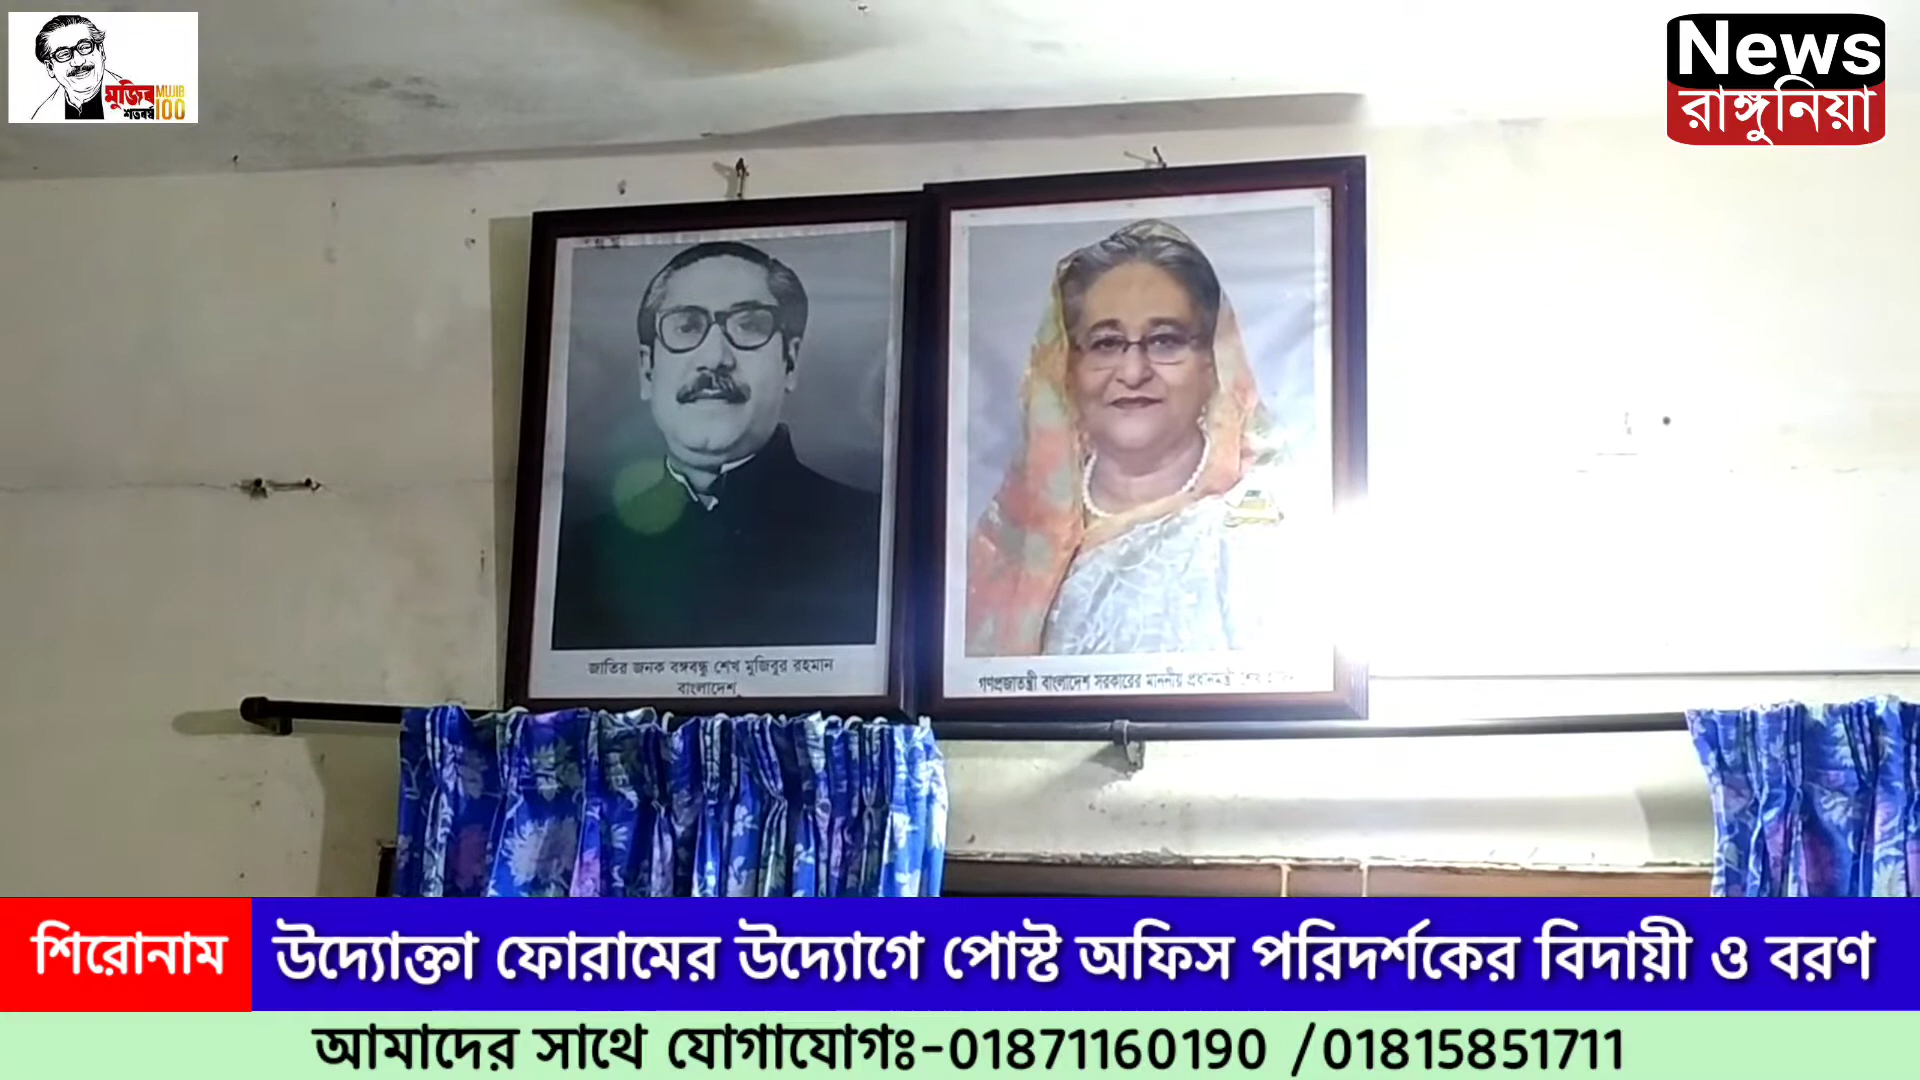 মুজিব MUJIB
শতবর্ষ 100
News
রাঙ্গুনিয়া
জাতির জনক বঙ্গবন্ধু শেখ মুজিবুর রহমান
বাংলাদেশ
গণপ্রজাতন্ত্রী বাংলাদেশ সরকারের মাননীয় প্রধানমন্ত্রী শেখ
শিরোনাম উদ্যোক্তা ফোরামের উদ্যোগে পোস্ট অফিস পরিদর্শকের বিদায়ী ও বরণ
আমাদের সাথে যোগাযোগঃ-01871160190 /01815851711